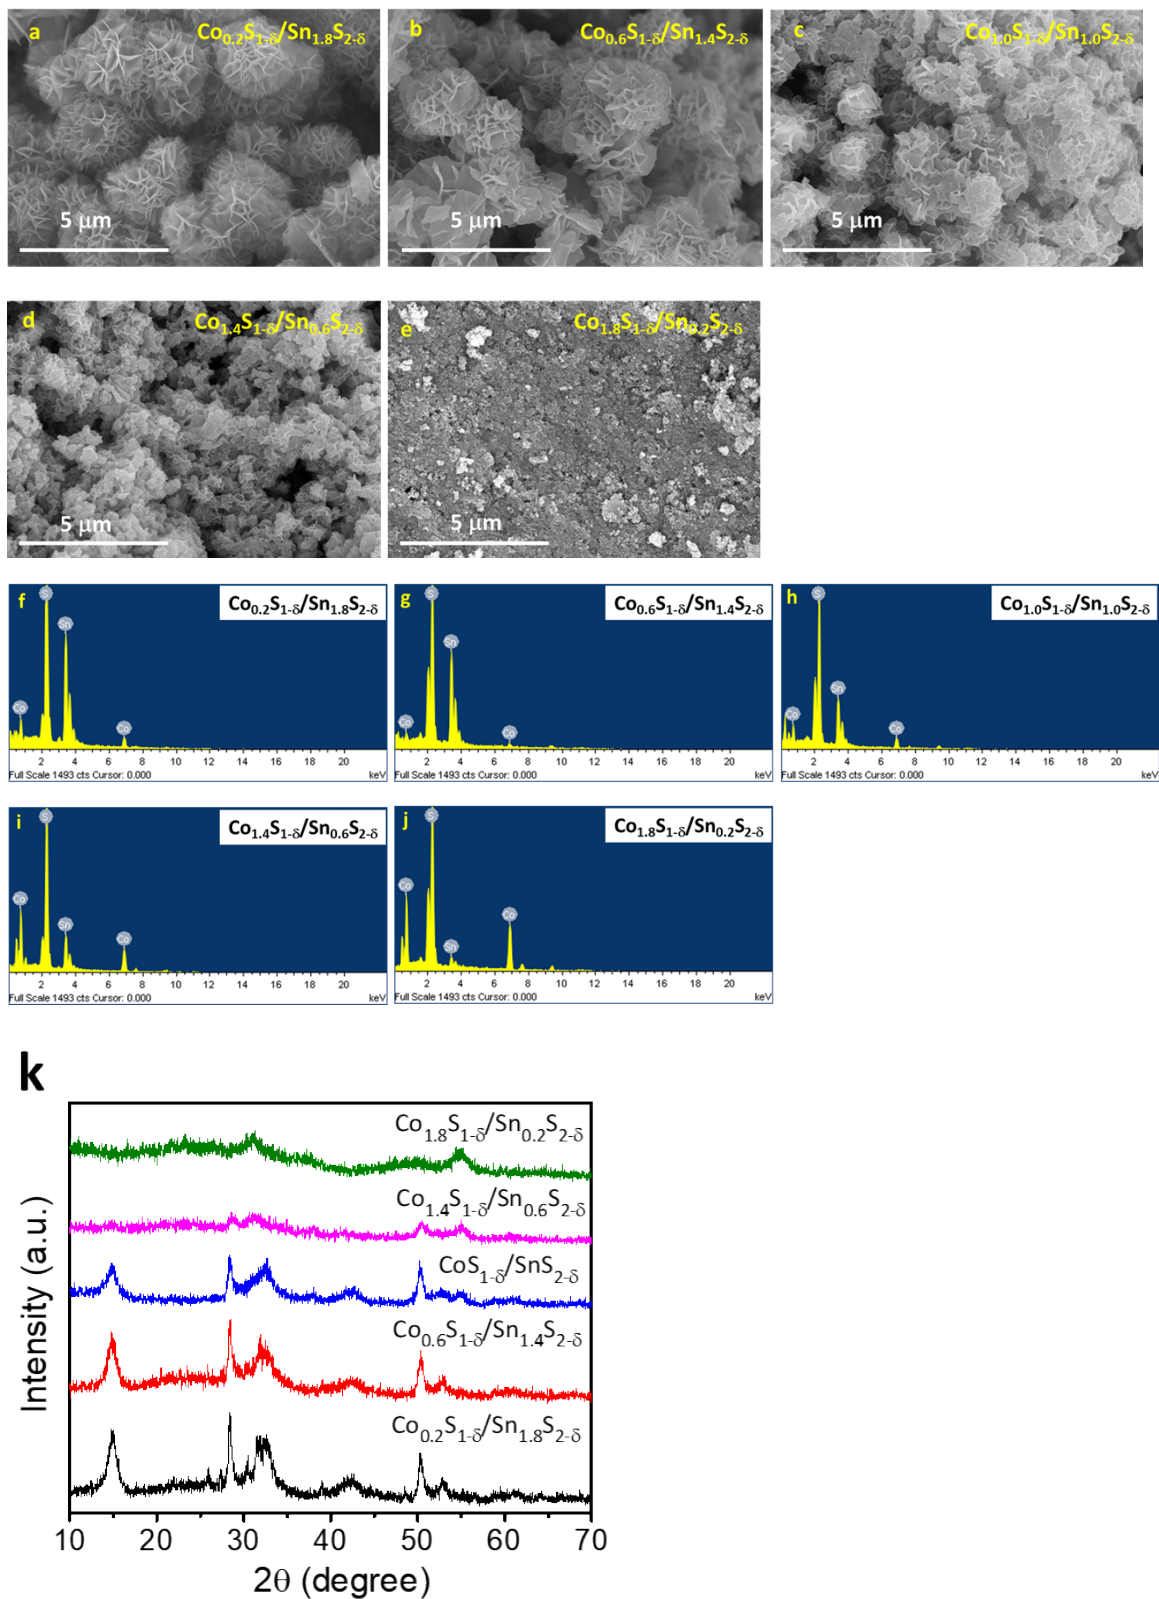 a Co0.2S1-δ/Sn1.8S2-δ
5 μm
b Co0.6S1-δ/Sn1.4S2-δ
5 μm
c Co1.0S1-δ/Sn1.0S2-δ
5 μm
d Co1.4S1-δ/Sn0.6S2-δ
5 μm
e Co1.8S1-δ/Sn0.2S2-δ
5 μm
f Co0.2S1-δ/Sn1.8S2-δ
S
Sn
Co Co
2 4 6 8 10 12 14 16 18 20
Full Scale 1493 cts Cursor: 0.000 keV
g Co0.6S1-δ/Sn1.4S2-δ
S
Sn
Co Co
2 4 6 8 10 12 14 16 18 20
Full Scale 1493 cts Cursor: 0.000 keV
h Co1.0S1-δ/Sn1.0S2-δ
S
Sn
Co Co
2 4 6 8 10 12 14 16 18 20
Full Scale 1493 cts Cursor: 0.000 keV
i Co1.4S1-δ/Sn0.6S2-δ
S
Co Sn Co
2 4 6 8 10 12 14 16 18 20
Full Scale 1493 cts Cursor: 0.000 keV
j Co1.8S1-δ/Sn0.2S2-δ
S
Co Sn Co
2 4 6 8 10 12 14 16 18 20
Full Scale 1493 cts Cursor: 0.000 keV
k
Co1.8S1-δ/Sn0.2S2-δ
Co1.4S1-δ/Sn0.6S2-δ
CoS1-δ/SnS2-δ
Co0.6S1-δ/Sn1.4S2-δ
Co0.2S1-δ/Sn1.8S2-δ
Intensity (a.u.)
10 20 30 40 50 60 70
2θ (degree)